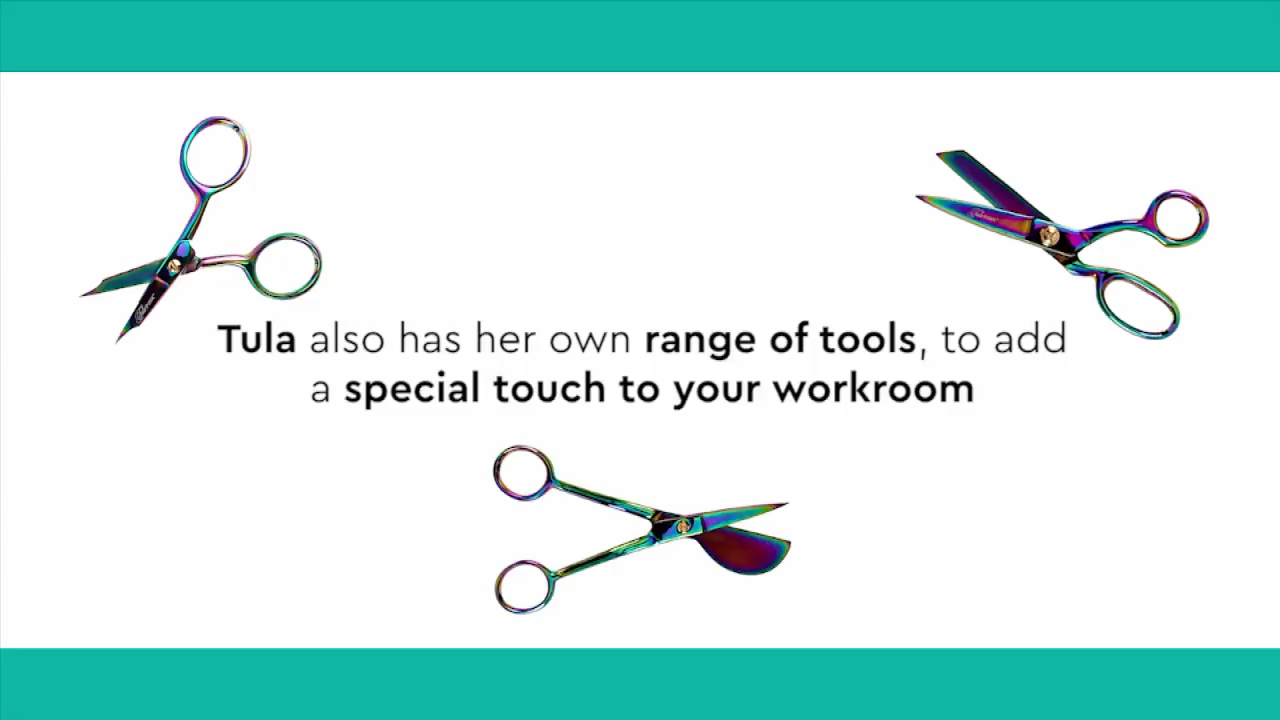 Tula also has her own range of tools, to add
a special touch to your workroom